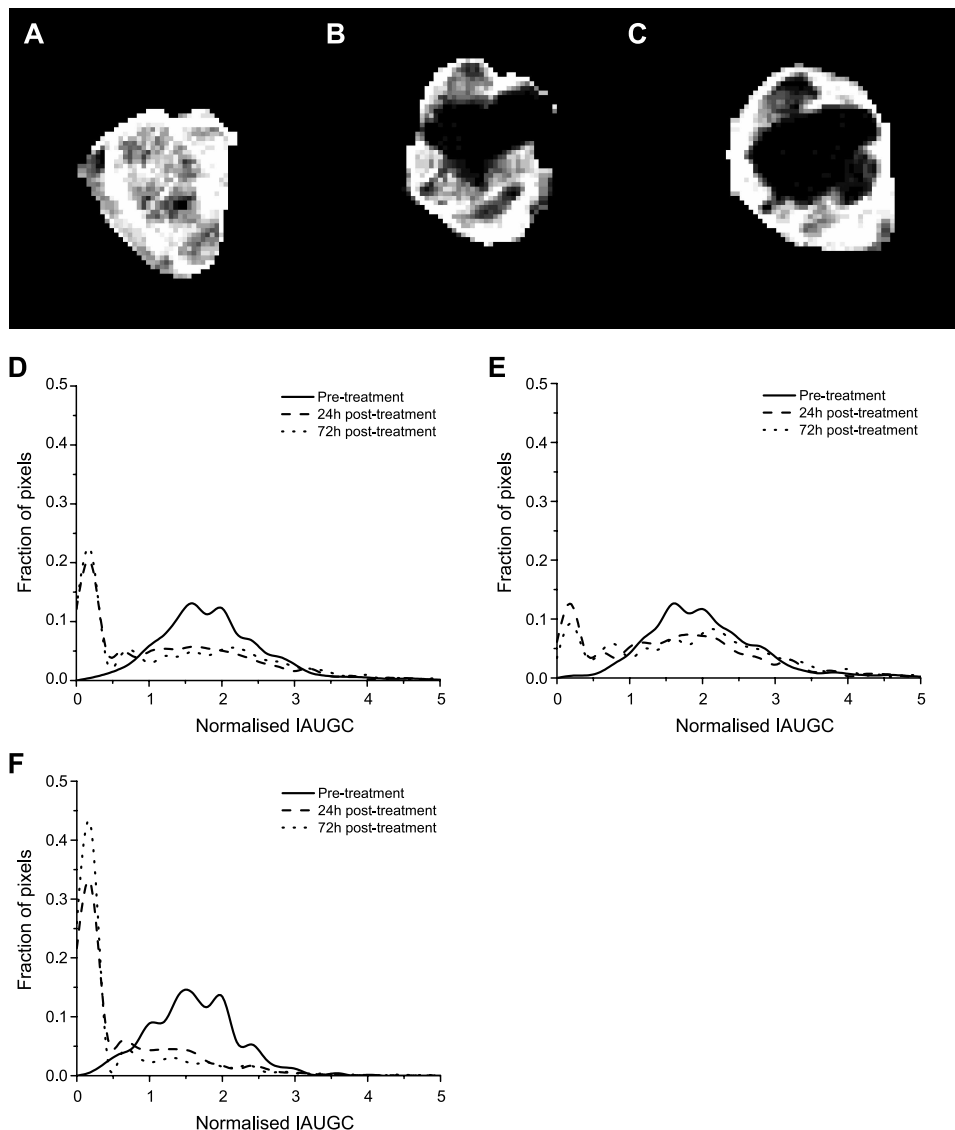 A
B
C
D
0.5
0.4
0.3
0.2
0.1
0.0
Fraction of pixels
Pre-treatment
24h post-treatment
72h post-treatment
0
1
2
3
4
5
Normalised IAUGC
E
0.5
0.4
0.3
0.2
0.1
0.0
Fraction of pixels
Pre-treatment
24h post-treatment
72h post-treatment
0
1
2
3
4
5
Normalised IAUGC
F
0.5
0.4
0.3
0.2
0.1
0.0
Fraction of pixels
Pre-treatment
24h post-treatment
72h post-treatment
0
1
2
3
4
5
Normalised IAUGC